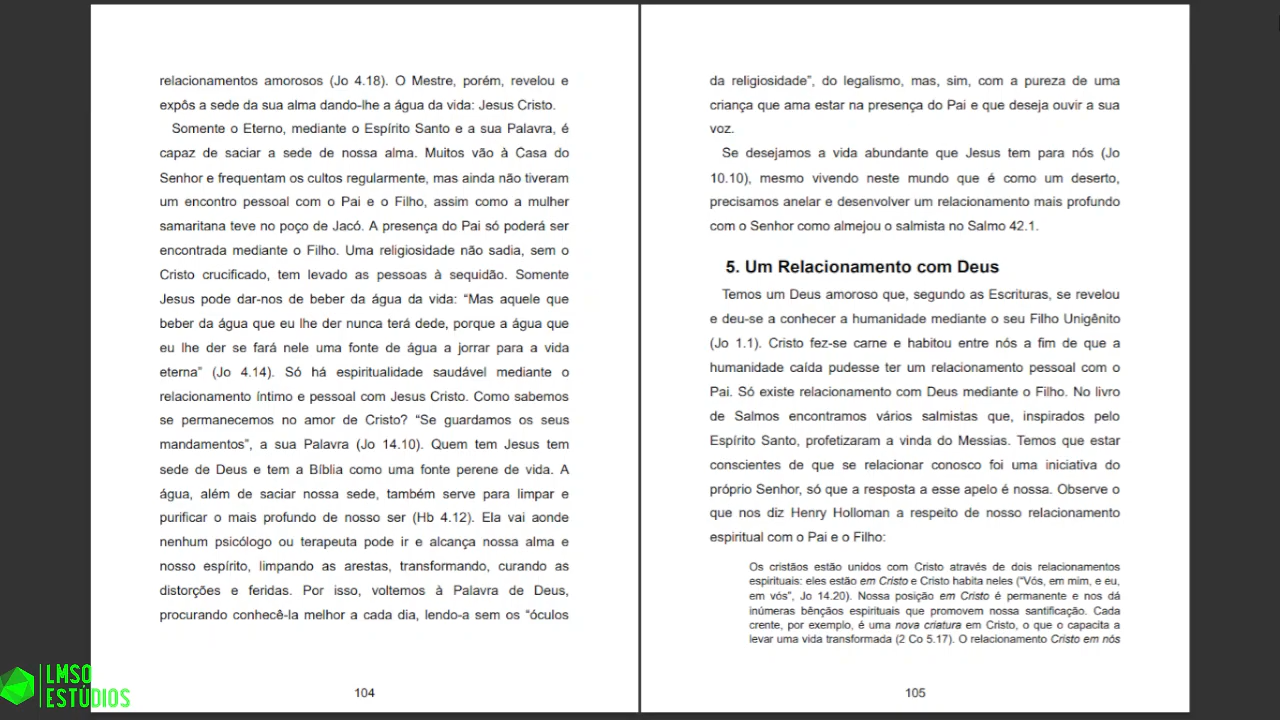 relacionamentos amorosos (Jo 4.18). O Mestre, porém, revelou e
expôs a sede da sua alma dando-lhe a água da vida: Jesus Cristo.
Somente o Eterno, mediante o Espírito Santo e a sua Palavra, é
capaz de saciar a sede de nossa alma. Muitos vão à Casa do
Senhor e frequentam os cultos regularmente, mas ainda não tiveram
um encontro pessoal com o Pai e o Filho, assim como a mulher
samaritana teve no poço de Jacó. A presença do Pai só poderá ser
encontrada mediante o Filho. Uma religiosidade não sadia, sem o
Cristo crucificado, tem levado as pessoas à sequidão. Somente
Jesus pode dar-nos de beber da água da vida: “Mas aquele que
beber da água que eu lhe der nunca terá dede, porque a água que
eu lhe der se fará nele uma fonte de água a jorrar para a vida
eterna” (Jo 4.14). Só há espiritualidade saudável mediante o
relacionamento íntimo e pessoal com Jesus Cristo. Como sabemos
se permanecemos no amor de Cristo? “Se guardamos os seus
mandamentos”, a sua Palavra (Jo 14.10). Quem tem Jesus tem
sede de Deus e tem a Bíblia como uma fonte perene de vida. A
água, além de saciar nossa sede, também serve para limpar e
purificar o mais profundo de nosso ser (Hb 4.12). Ela vai aonde
nenhum psicólogo ou terapeuta pode ir e alcança nossa alma e
nosso espírito, limpando as arestas, transformando, curando as
distorções e feridas. Por isso, voltemos à Palavra de Deus,
procurando conhecê-la melhor a cada dia, lendo-a sem os “óculos
104
da religiosidade”, do legalismo, mas, sim, com a pureza de uma
criança que ama estar na presença do Pai e que deseja ouvir a sua
voz.
Se desejamos a vida abundante que Jesus tem para nós (Jo
10.10), mesmo vivendo neste mundo que é como um deserto,
precisamos anelar e desenvolver um relacionamento mais profundo
com o Senhor como almejou o salmista no Salmo 42.1.
5. Um Relacionamento com Deus
Temos um Deus amoroso que, segundo as Escrituras, se revelou
e deu-se a conhecer a humanidade mediante o seu Filho Unigênito
(Jo 1.1). Cristo fez-se carne e habitou entre nós a fim de que a
humanidade caída pudesse ter um relacionamento pessoal com o
Pai. Só existe relacionamento com Deus mediante o Filho. No livro
de Salmos encontramos vários salmistas que, inspirados pelo
Espírito Santo, profetizaram a vinda do Messias. Temos que estar
conscientes de que se relacionar conosco foi uma iniciativa do
próprio Senhor, só que a resposta a esse apelo é nossa. Observe o
que nos diz Henry Holloman a respeito de nosso relacionamento
espiritual com o Pai e o Filho:
Os cristãos estão unidos com Cristo através de dois relacionamentos
espirituais: eles estão em Cristo e Cristo habita neles (“Vós, em mim, e eu,
em vós”, Jo 14.20). Nossa posição em Cristo é permanente e nos dá
inúmeras bênçãos espirituais que promovem nossa santificação. Cada
crente, por exemplo, é uma nova criatura em Cristo, o que o capacita a
levar uma vida transformada (2 Co 5.17). O relacionamento Cristo em nós
105
LMSO
ESTÚDIOS